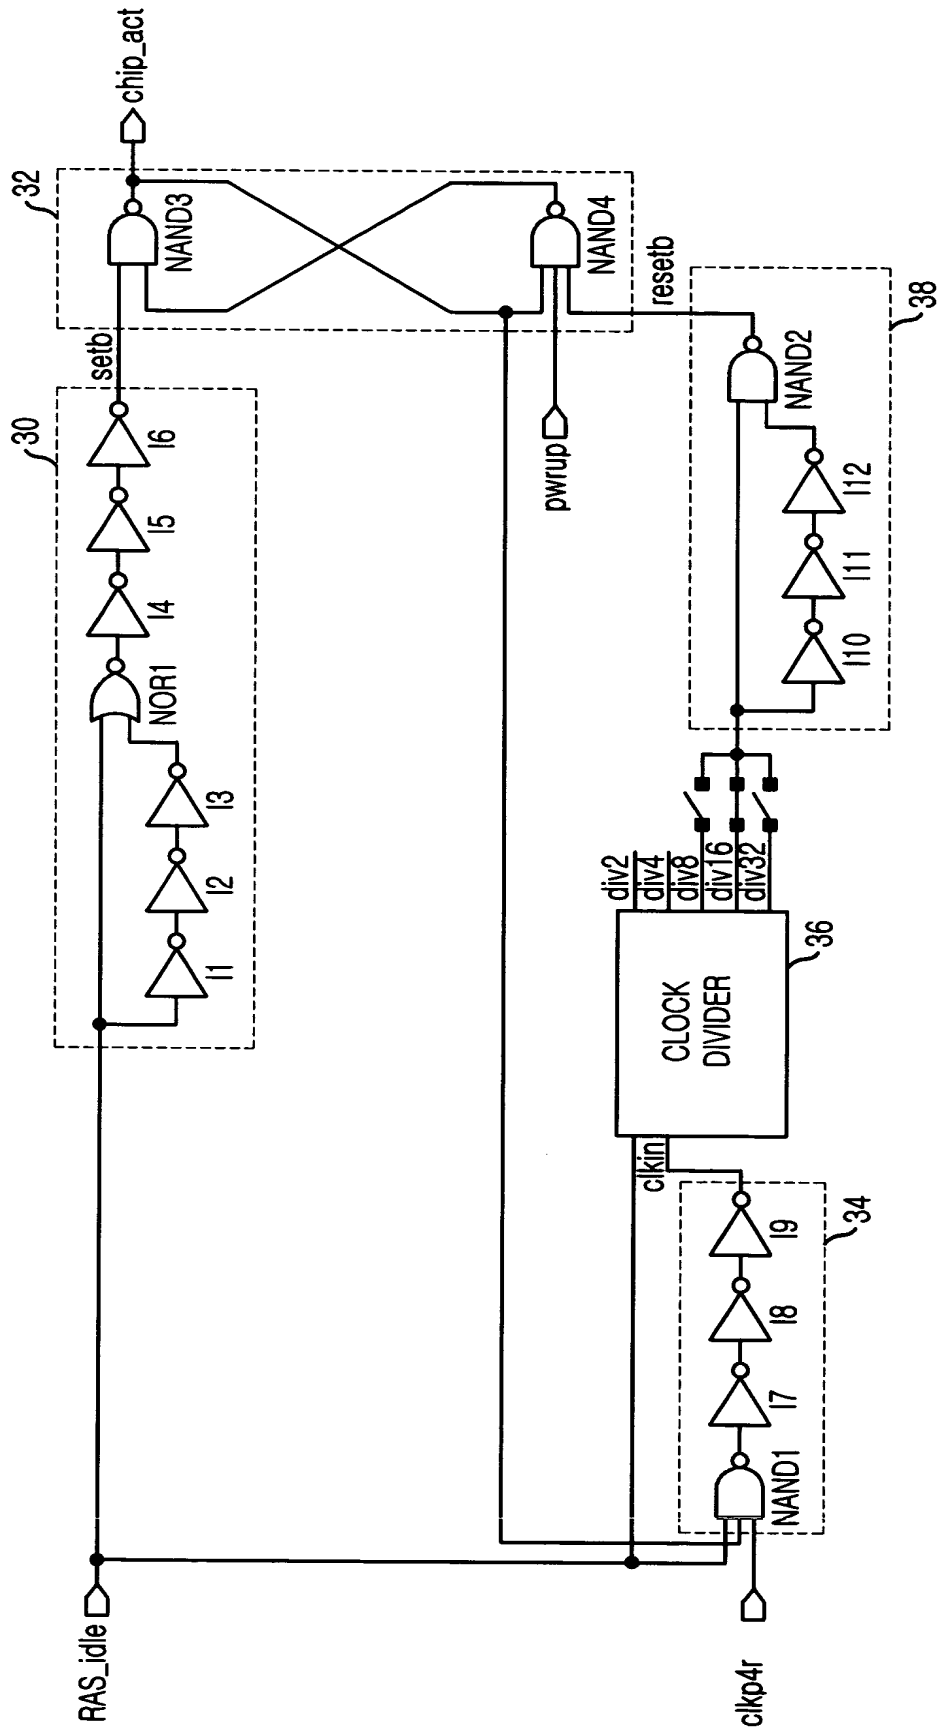 RAS_idle
30
I1
I2
I3
NOR1
I4
I5
I6
setb
32
NAND3
chip_act
NAND4
pwrup
resetb
clkp4r
NAND1
I7
I8
I9
34
clkin
CLOCK
DIVIDER
36
div2
div4
div8
div16
div32
I10
I11
I12
NAND2
38